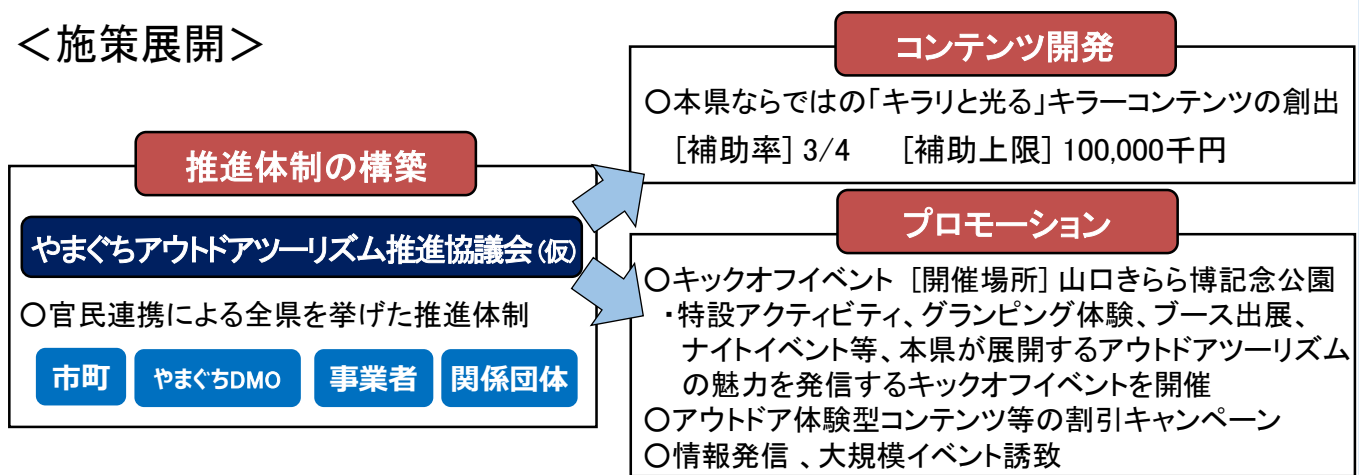 ＜施策展開＞
推進体制の構築
やまぐちアウトドアツーリズム推進協議会(仮)
○官民連携による全県を挙げた推進体制
市町 やまぐちDMO 事業者 関係団体
コンテンツ開発
○本県ならではの「キラリと光る」キラーコンテンツの創出
［補助率］3/4 ［補助上限］100,000千円
プロモーション
○キックオフイベント ［開催場所］山口きらら博記念公園
・特設アクティビティ、グランピング体験、ブース出展、
ナイトイベント等、本県が展開するアウトドアツーリズム
の魅力を発信するキックオフイベントを開催
○アウトドア体験型コンテンツ等の割引キャンペーン
○情報発信 、大規模イベント誘致